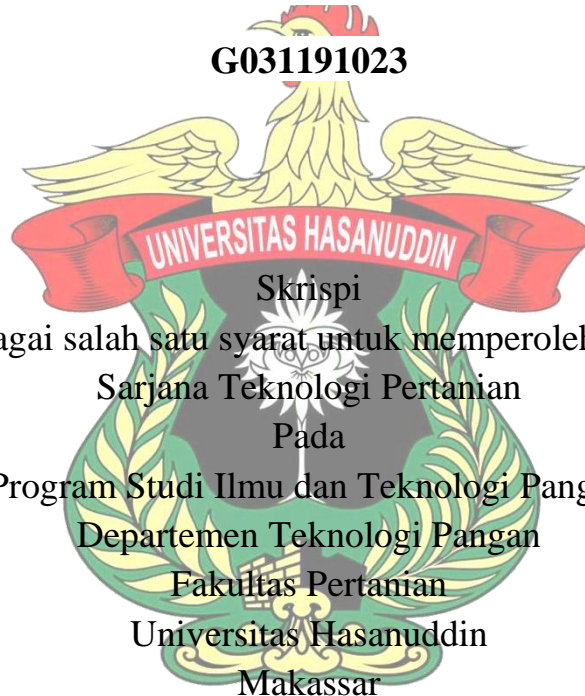 G031191023
UNIVERSITAS HASANUDDIN
Skrispi
agai salah satu syarat untuk memperoleh
Sarjana Teknologi Pertanian
Pada
Program Studi Ilmu dan Teknologi Pang
Departemen Teknologi Pangan
Fakultas Pertanian
Universitas Hasanuddin
Makassar